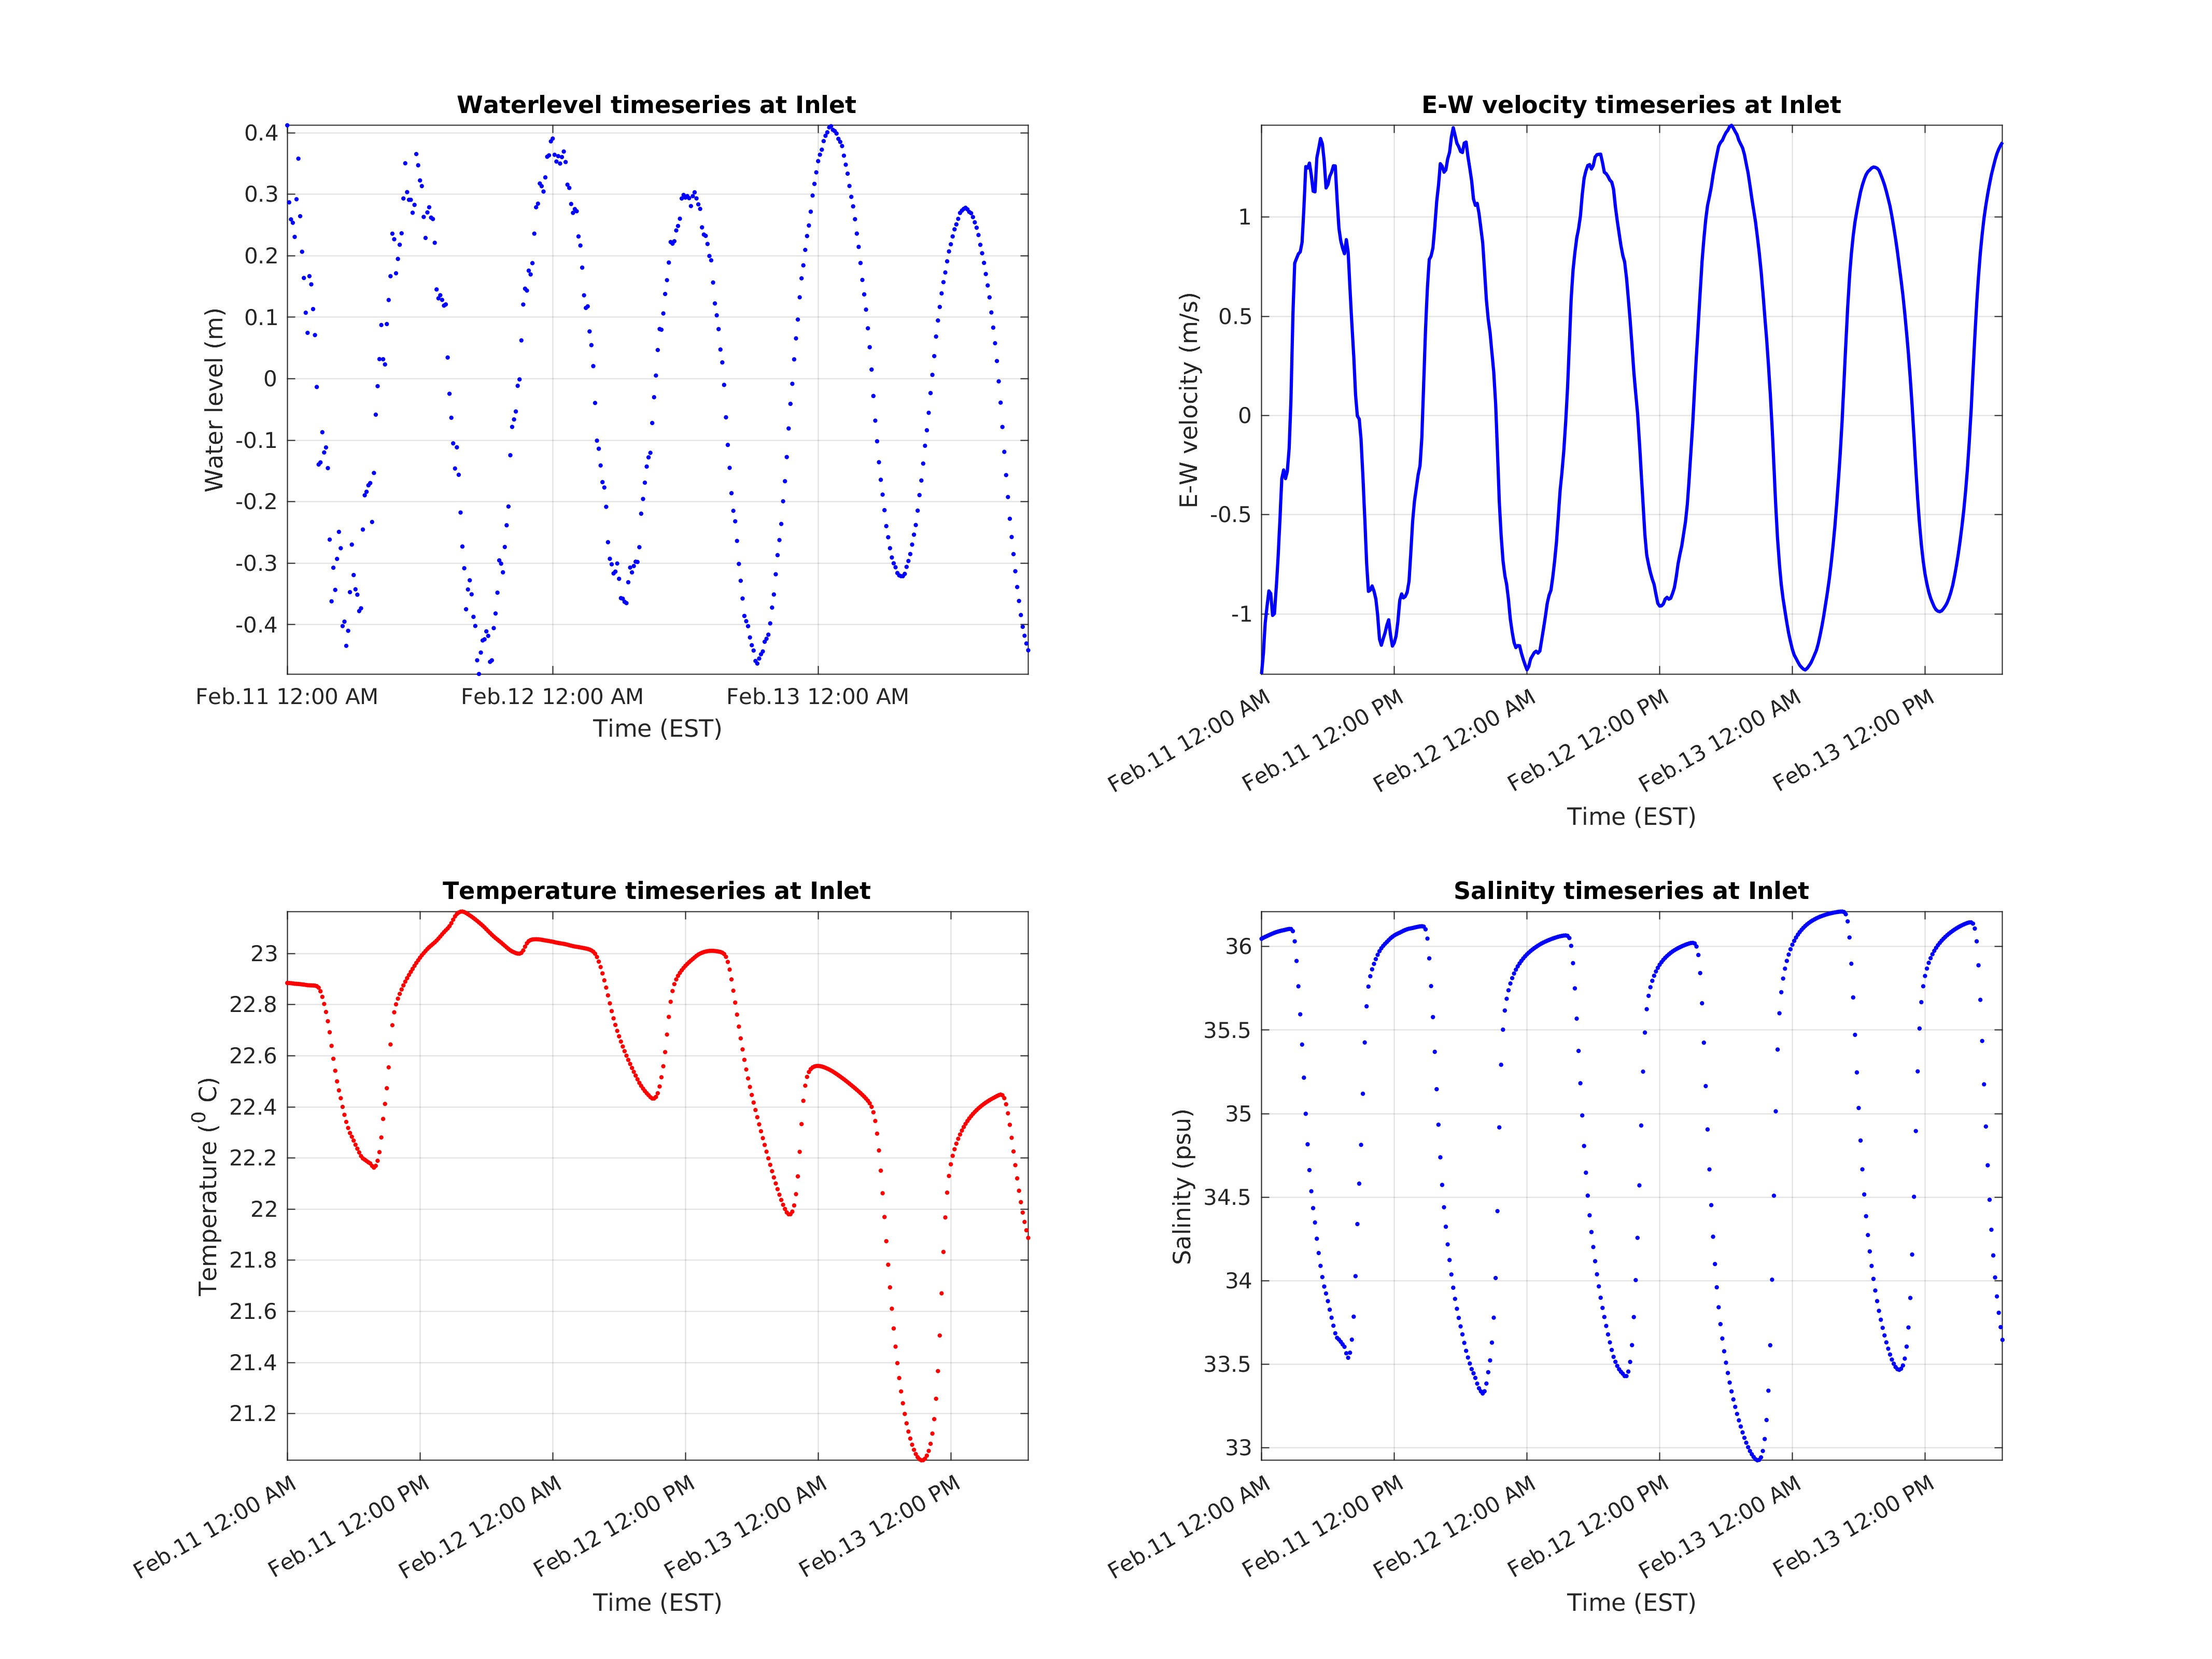 Waterlevel timeseries at Inlet
0.4
0.3
0.2
0.1
0
-0.1
-0.2
-0.3
-0.4
Water level (m)
Feb.11 12:00 AM
Feb.12 12:00 AM
Feb.13 12:00 AM
Time (EST)
E-W velocity timeseries at Inlet
1
0.5
0
-0.5
-1
E-W velocity (m/s)
Feb.11 12:00 AM
Feb.11 12:00 PM
Feb.12 12:00 AM
Feb.12 12:00 PM
Feb.13 12:00 AM
Feb.13 12:00 PM
Time (EST)
Temperature timeseries at Inlet
23
22.8
22.6
22.4
22.2
22
21.8
21.6
21.4
21.2
Temperature (⁰ C)
Feb.11 12:00 AM
Feb.11 12:00 PM
Feb.12 12:00 AM
Feb.12 12:00 PM
Feb.13 12:00 AM
Feb.13 12:00 PM
Time (EST)
Salinity timeseries at Inlet
36
35.5
35
34.5
34
33.5
33
Salinity (psu)
Feb.11 12:00 AM
Feb.11 12:00 PM
Feb.12 12:00 AM
Feb.12 12:00 PM
Feb.13 12:00 AM
Feb.13 12:00 PM
Time (EST)